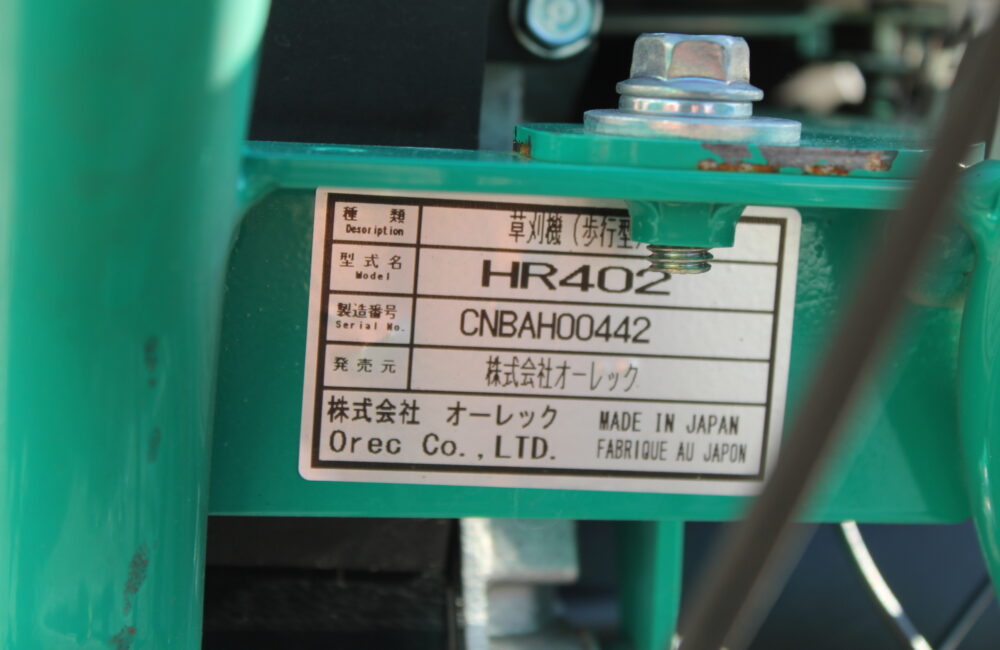 種類 草刈機（歩行型）
Description
型式名 HR402
Model
製造番号 CNBAH00442
Serial No.
発売元 株式会社オーレック
株式会社 オーレック MADE IN JAPAN
Orec Co.,LTD. FABRIQUE AU JAPON